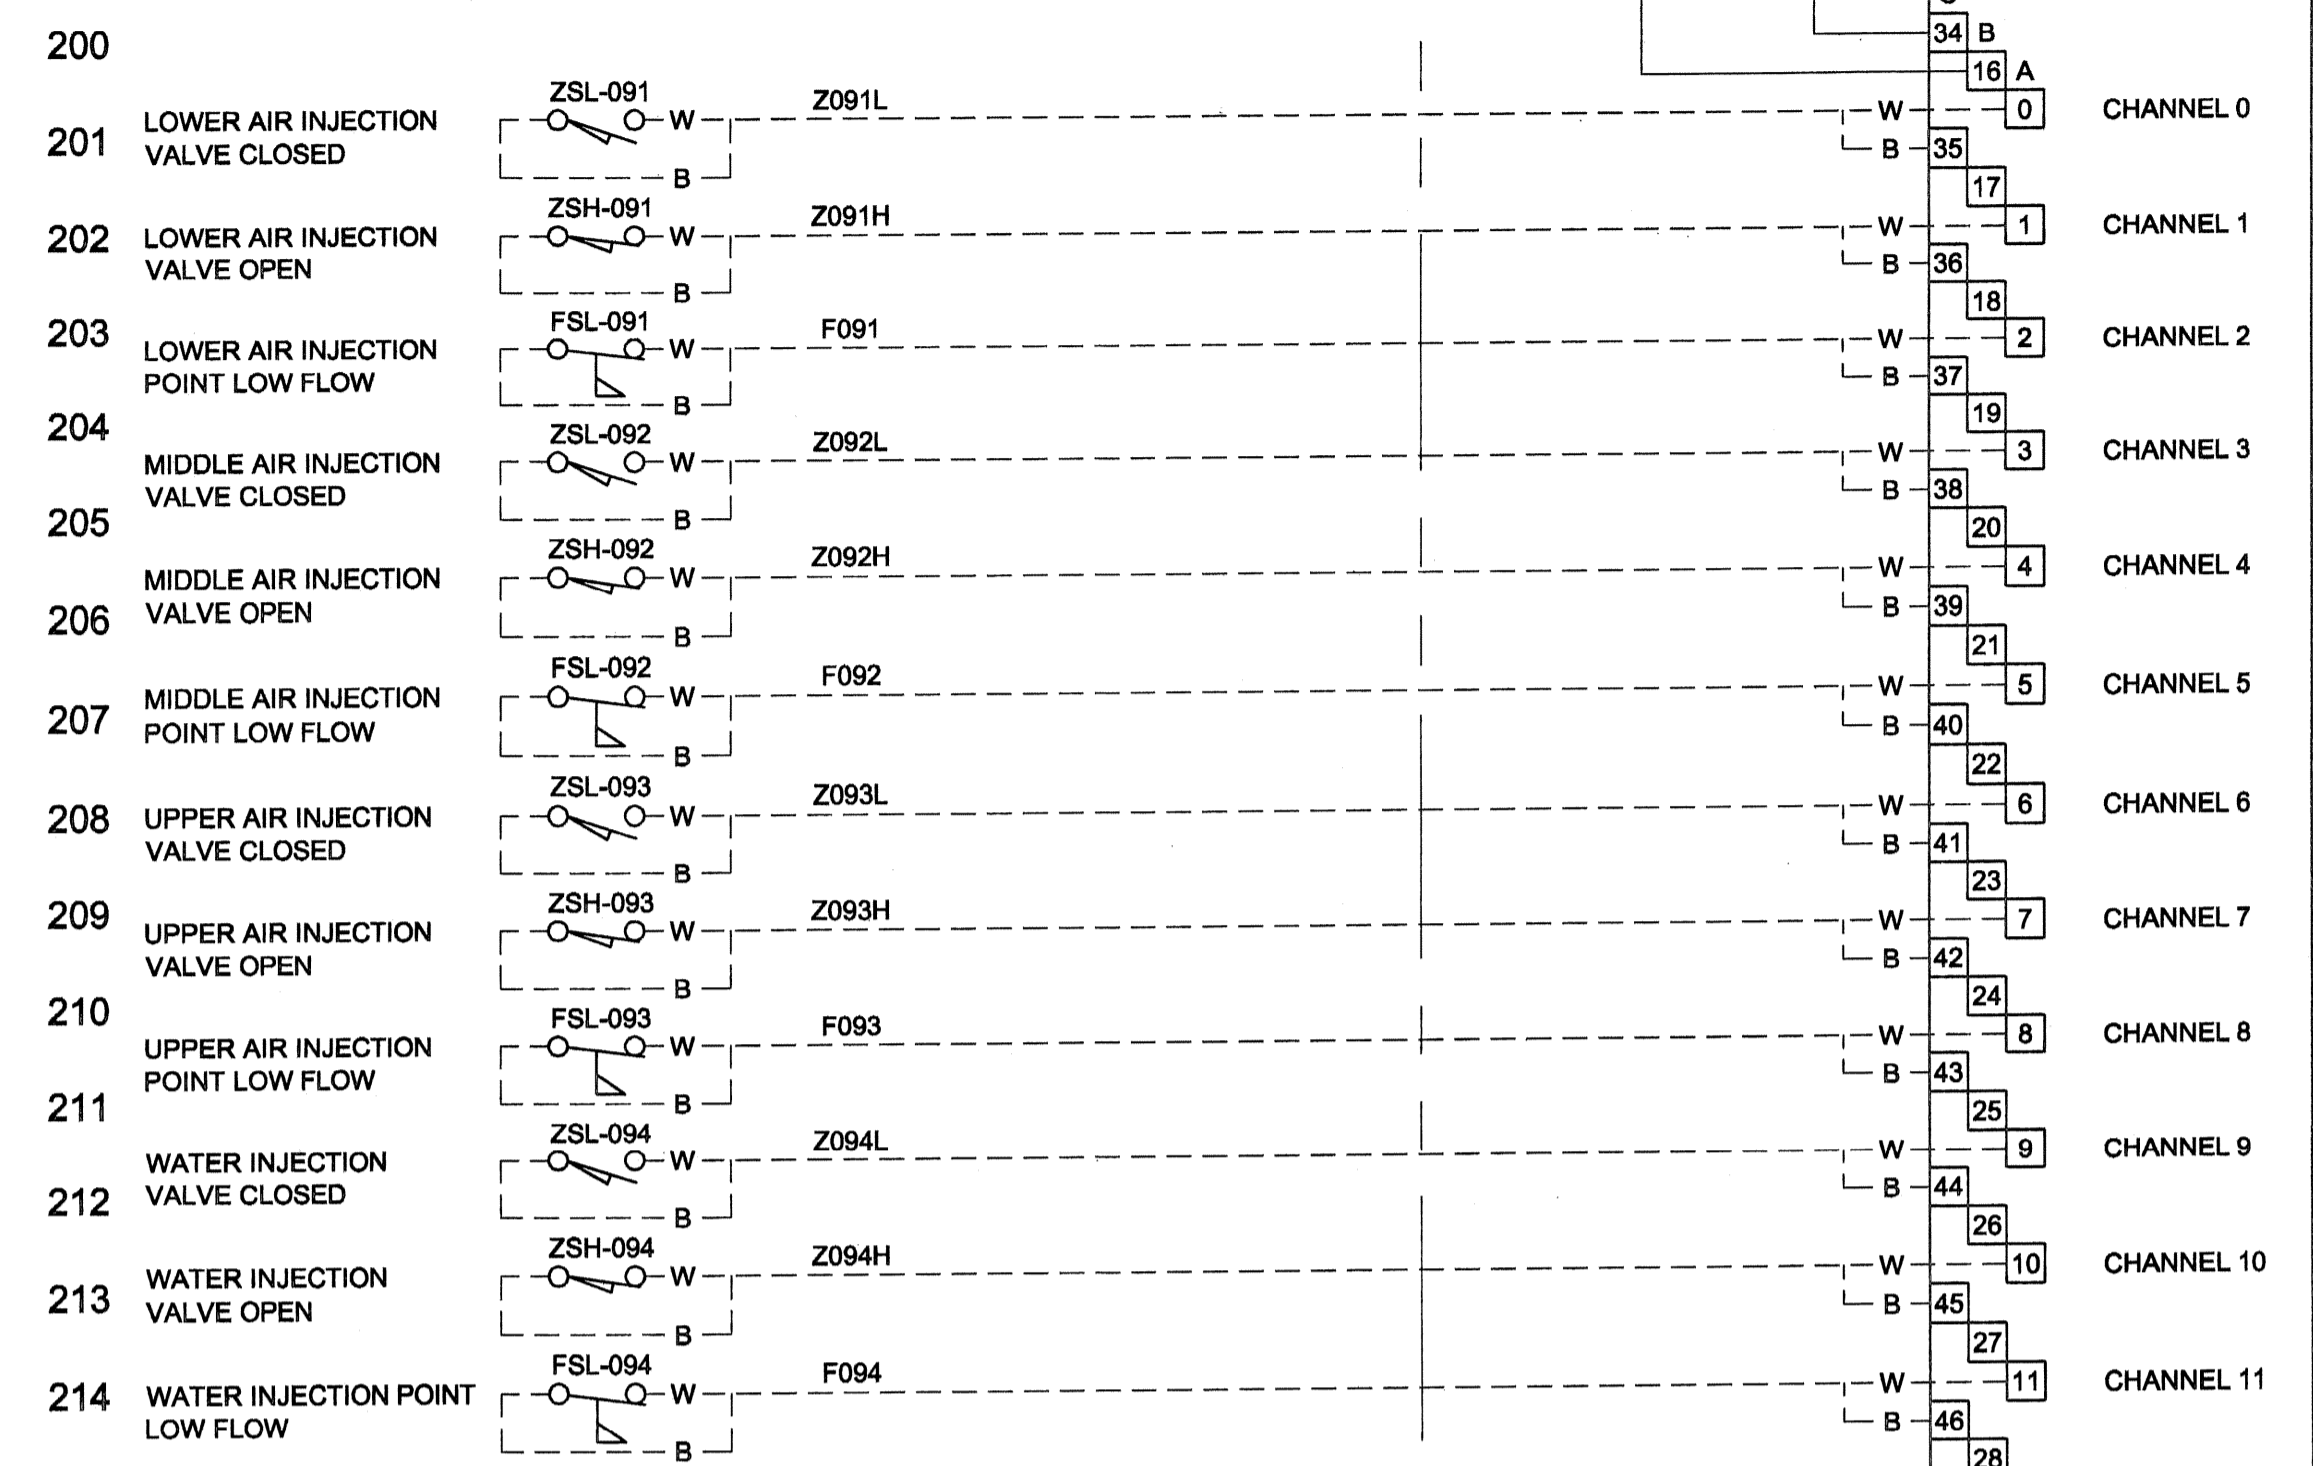 34 B
200
16 A
ZSL-091
Z091L
LOWER AIR INJECTION W W 0 CHANNEL 0
201 VALVE CLOSED B 35
B
17
ZSH-091
Z091H
202 LOWER AIR INJECTION W W 1 CHANNEL 1
VALVE OPEN B 36
B
18
FSL-091
F091
203 LOWER AIR INJECTION W W 2 CHANNEL 2
POINT LOW FLOW B 37
B
19
204
ZSL-092
Z092L
MIDDLE AIR INJECTION W W 3 CHANNEL 3
VALVE CLOSED B 38
205 B
20
ZSH-092
Z092H
MIDDLE AIR INJECTION W W 4 CHANNEL 4
206 VALVE OPEN B 39
B
21
FSL-092
F092
MIDDLE AIR INJECTION W W 5 CHANNEL 5
207 POINT LOW FLOW B 40
B
22
ZSL-093
Z093L
208 UPPER AIR INJECTION W W 6 CHANNEL 6
VALVE CLOSED B 41
B
23
ZSH-093
Z093H
209 UPPER AIR INJECTION W W 7 CHANNEL 7
VALVE OPEN B 42
B
24
210
FSL-093
F093
UPPER AIR INJECTION W W 8 CHANNEL 8
POINT LOW FLOW B 43
211 B
25
ZSL-094
Z094L
WATER INJECTION W W 9 CHANNEL 9
212 VALVE CLOSED B 44
B
26
ZSH-094
Z094H
WATER INJECTION W W 10 CHANNEL 10
213 VALVE OPEN B 45
B
27
FSL-094
F094
214 WATER INJECTION POINT W W 11 CHANNEL 11
LOW FLOW B 46
B
28